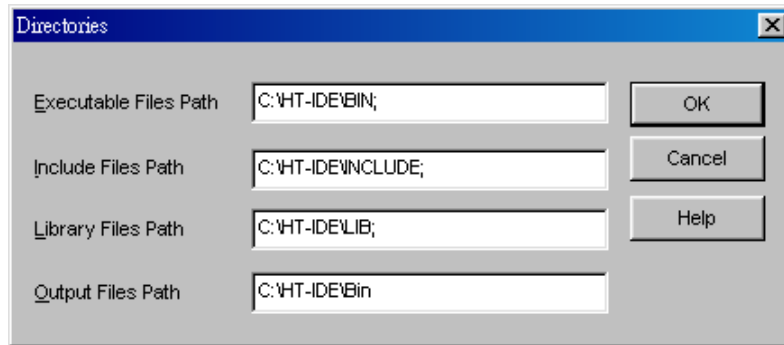 Directories
Executable Files Path C:\HT-IDE\BIN; OK
Include Files Path C:\HT-IDE\INCLUDE; Cancel
Library Files Path C:\HT-IDE\LIB; Help
Output Files Path C:\HT-IDE\Bin